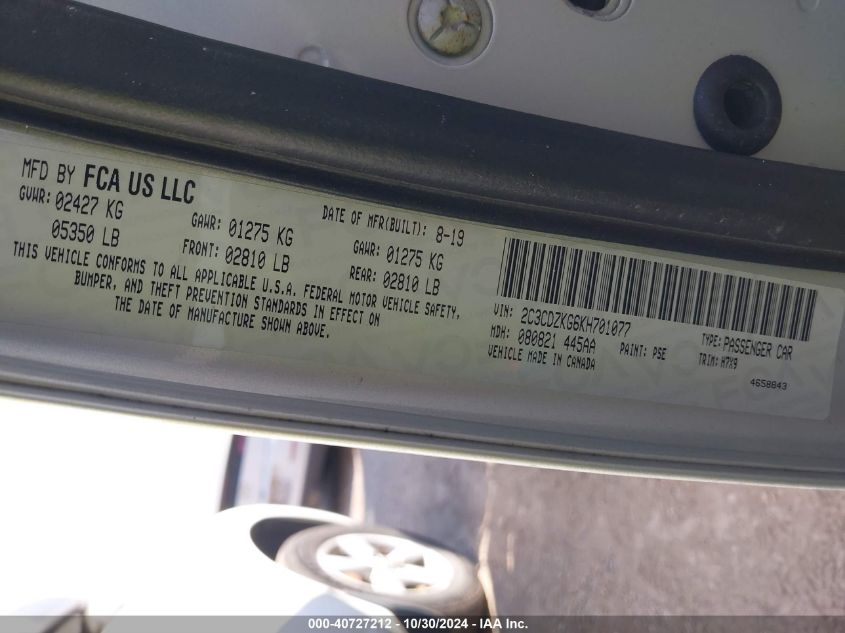 MFD BY FCA US LLC
DATE OF MFR(BUILT): 8-19
GVWR: 02427 KG
GAWR: 01275 KG
GAWR: 01275 KG
05350 LB
FRONT: 02810 LB
REAR: 02810 LB
THIS VEHICLE CONFORMS TO ALL APPLICABLE U.S.A. FEDERAL MOTOR VEHICLE SAFETY,
BUMPER, AND THEFT PREVENTION STANDARDS IN EFFECT ON
THE DATE OF MANUFACTURE SHOWN ABOVE.
VIN: 2C3CDZKG6KH701077
TYPE: PASSENGER CAR
MDH: 080821 445AA
PAINT: PSE
TRIM: H7X9
VEHICLE MADE IN CANADA
4658843
000-40727212 - 10/30/2024 - IAA Inc.